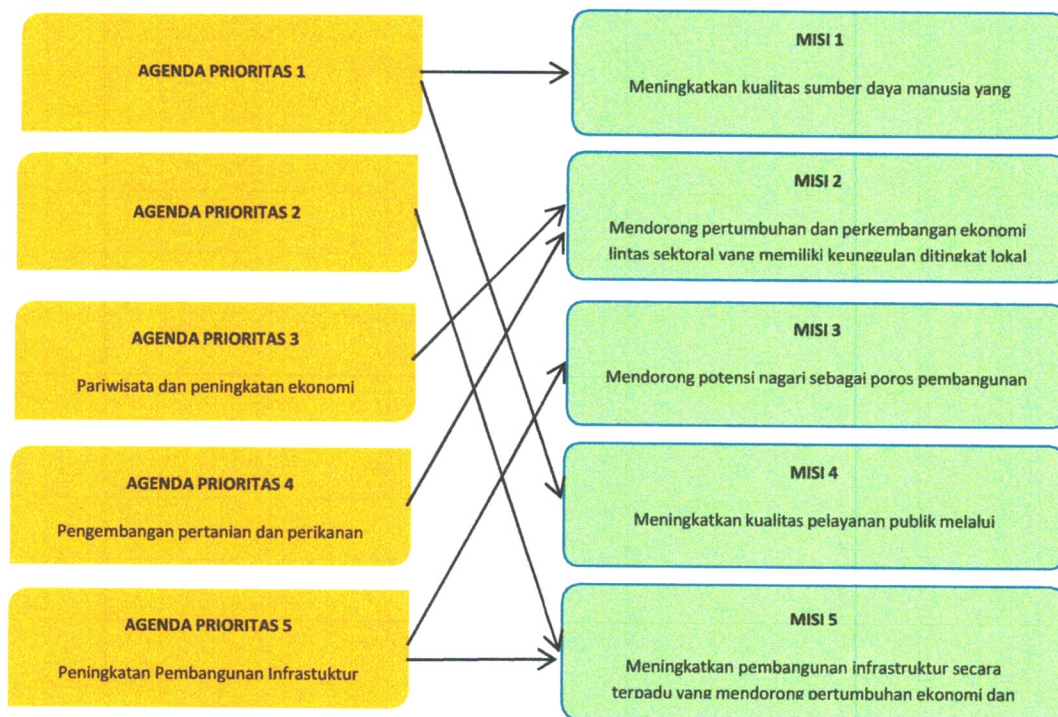 AGENDA PRIORITAS 1
AGENDA PRIORITAS 2
AGENDA PRIORITAS 3
Pariwisata dan peningkatan ekonomi
AGENDA PRIORITAS 4
Pengembangan pertanian dan perikanan
AGENDA PRIORITAS 5
Peningkatan Pembangunan Infrastuktur
MISI 1
Meningkatkan kualitas sumber daya manusia yang
MISI 2
Mendorong pertumbuhan dan perkembangan ekonomi
lintas sektoral yang memiliki keunggulan ditingkat lokal
MISI 3
Mendorong potensi nagari sebagai poros pembangunan
MISI 4
Meningkatkan kualitas pelayanan publik melalui
MISI 5
Meningkatkan pembangunan infrastruktur secara
terpadu yang mendorong pertumbuhan ekonomi dan